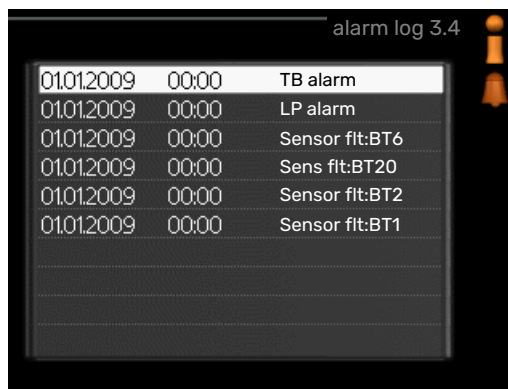 alarm log 3.4
01.01.2009 00:00 TB alarm
01.01.2009 00:00 LP alarm
01.01.2009 00:00 Sensor flt:BT6
01.01.2009 00:00 Sens flt:BT20
01.01.2009 00:00 Sensor flt:BT2
01.01.2009 00:00 Sensor flt:BT1